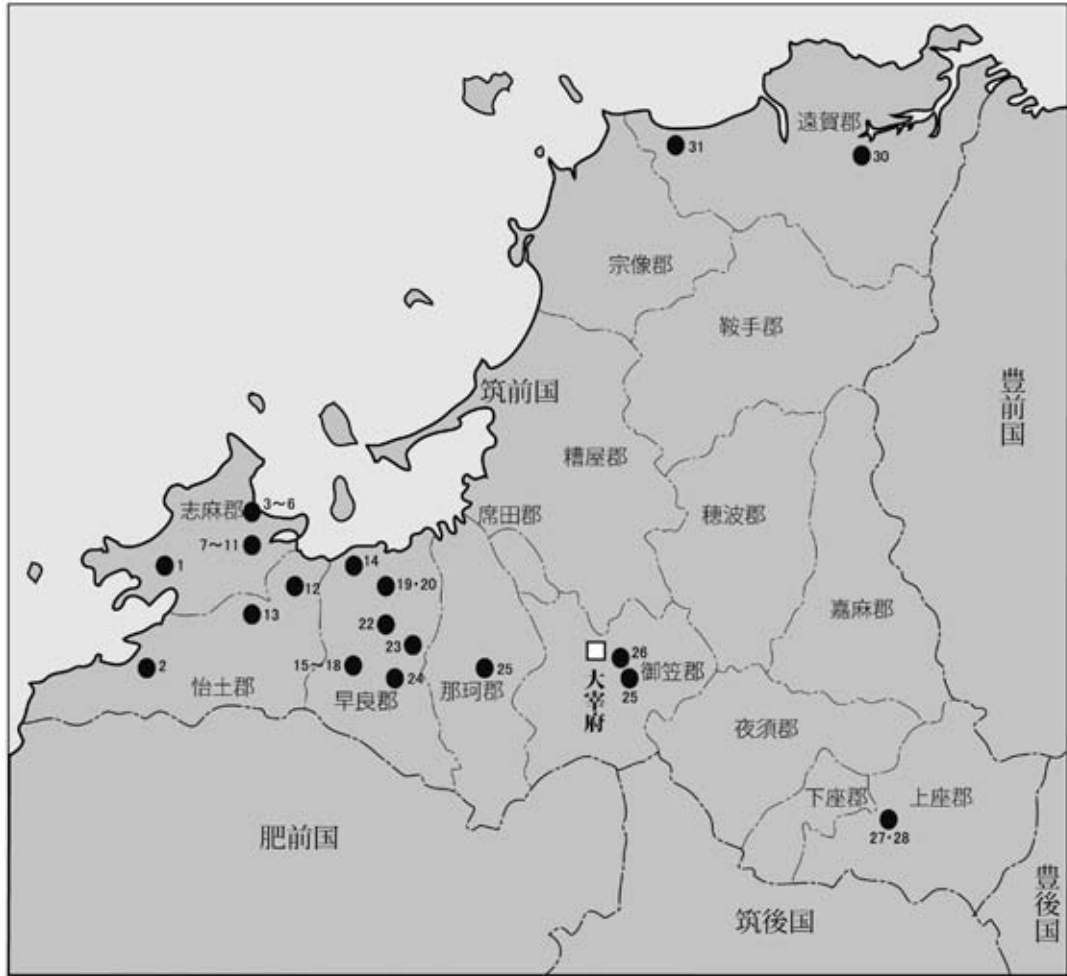 遠賀郡
31
30
宗像郡
鞍手郡
筑前国
豊前国
糟屋郡
志麻郡
3～6
席田郡
穂波郡
7～11
1
14
12
19・20
嘉麻郡
13
22
23
26
2
15～18
25
御笠郡
24
25
怡土郡
早良郡
那珂郡
大宰府
夜須郡
下座郡
上座郡
27・28
肥前国
筑後国
豊後国